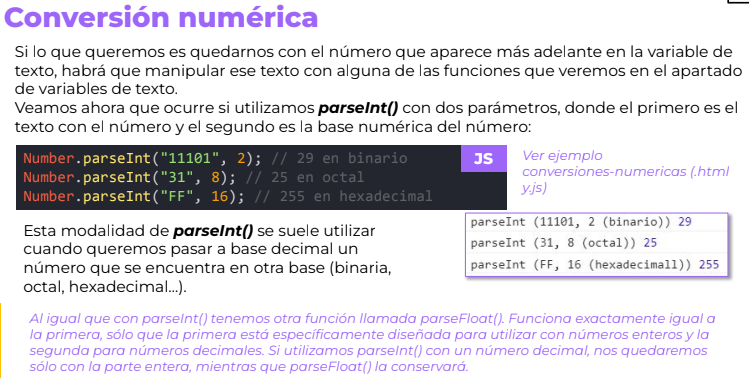 Conversión numérica
Si lo que queremos es quedarnos con el número que aparece más adelante en la variable de
texto, habrá que manipular ese texto con alguna de las funciones que veremos en el apartado
de variables de texto.
Veamos ahora que ocurre si utilizamos parseInt() con dos parámetros, donde el primero es el
texto con el número y el segundo es la base numérica del número:
Number.parseInt("11101", 2); // 29 en binario
Number.parseInt("31", 8); // 25 en octal
Number.parseInt("FF", 16); // 255 en hexadecimal
JS
Ver ejemplo
conversiones-numericas (.html
y.js)
Esta modalidad de parseInt() se suele utilizar
cuando queremos pasar a base decimal un
número que se encuentra en otra base (binaria,
octal, hexadecimal...).
parseInt (11101, 2 (binario)) 29
parseInt (31, 8 (octal)) 25
parseInt (FF, 16 (hexadecimall)) 255
Al igual que con parseInt() tenemos otra función llamada parseFloat(). Funciona exactamente igual a
la primera, sólo que la primera está específicamente diseñada para utilizar con números enteros y la
segunda para números decimales. Si utilizamos parseInt() con un número decimal, nos quedaremos
sólo con la parte entera, mientras que parseFloat() la conservará.